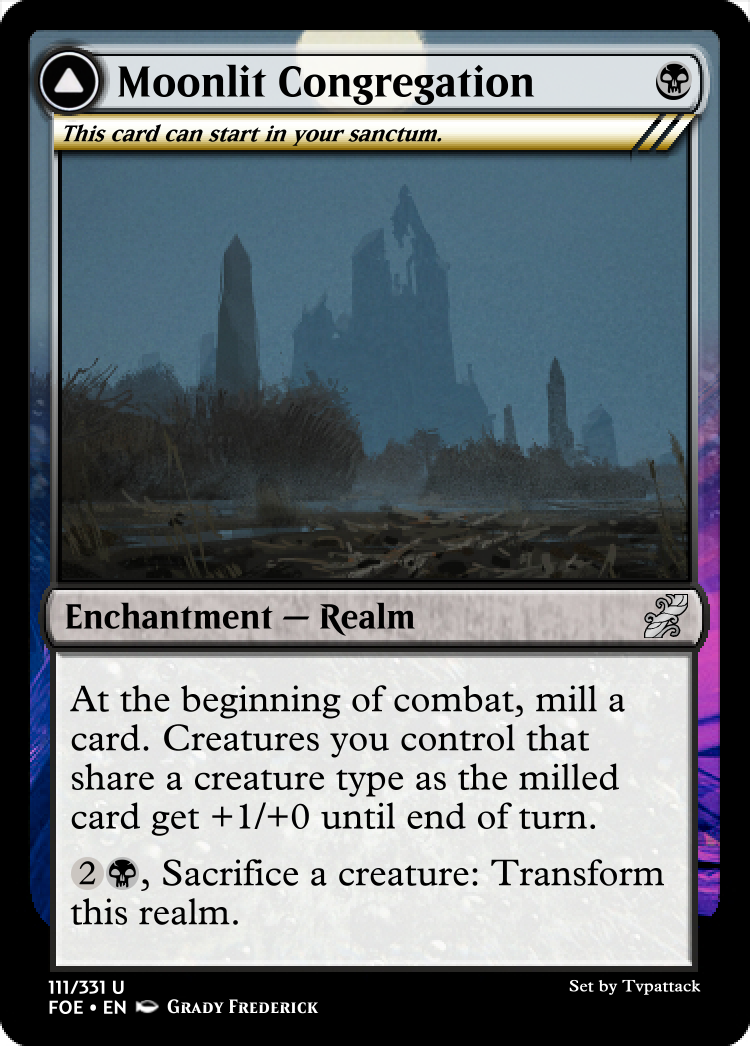 Moonlit Congregation
This card can start in your sanctum.
Enchantment — Realm
At the beginning of combat, mill a
card. Creatures you control that
share a creature type as the milled
card get +1/+0 until end of turn.
2, Sacrifice a creature: Transform
this realm.
111/331 U
Set by Tvpattack
FOE • EN Grady Frederick